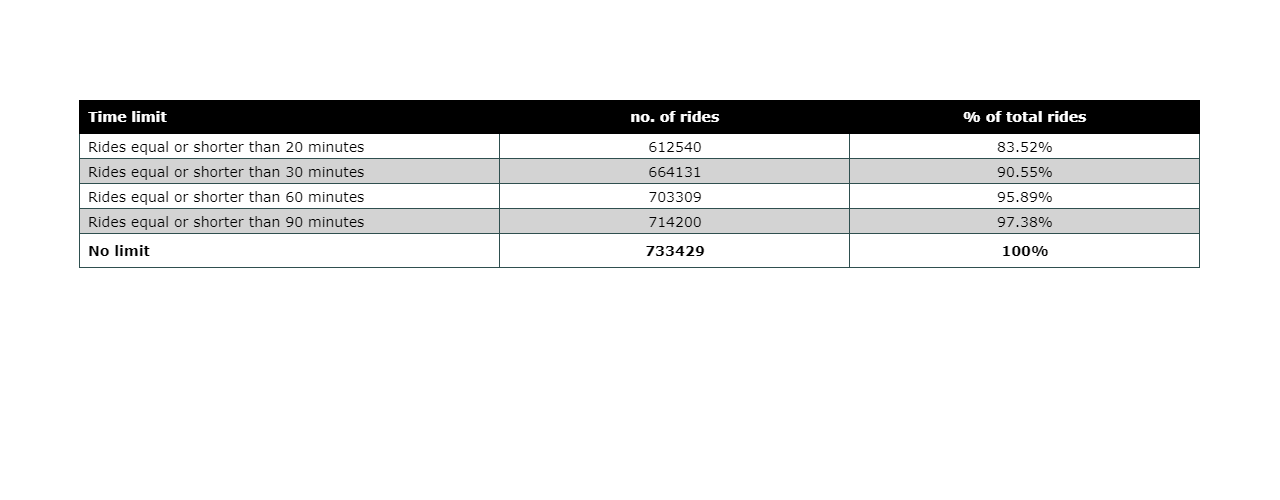 Time limit no. of rides % of total rides
Rides equal or shorter than 20 minutes 612540 83.52%
Rides equal or shorter than 30 minutes 664131 90.55%
Rides equal or shorter than 60 minutes 703309 95.89%
Rides equal or shorter than 90 minutes 714200 97.38%
No limit 733429 100%